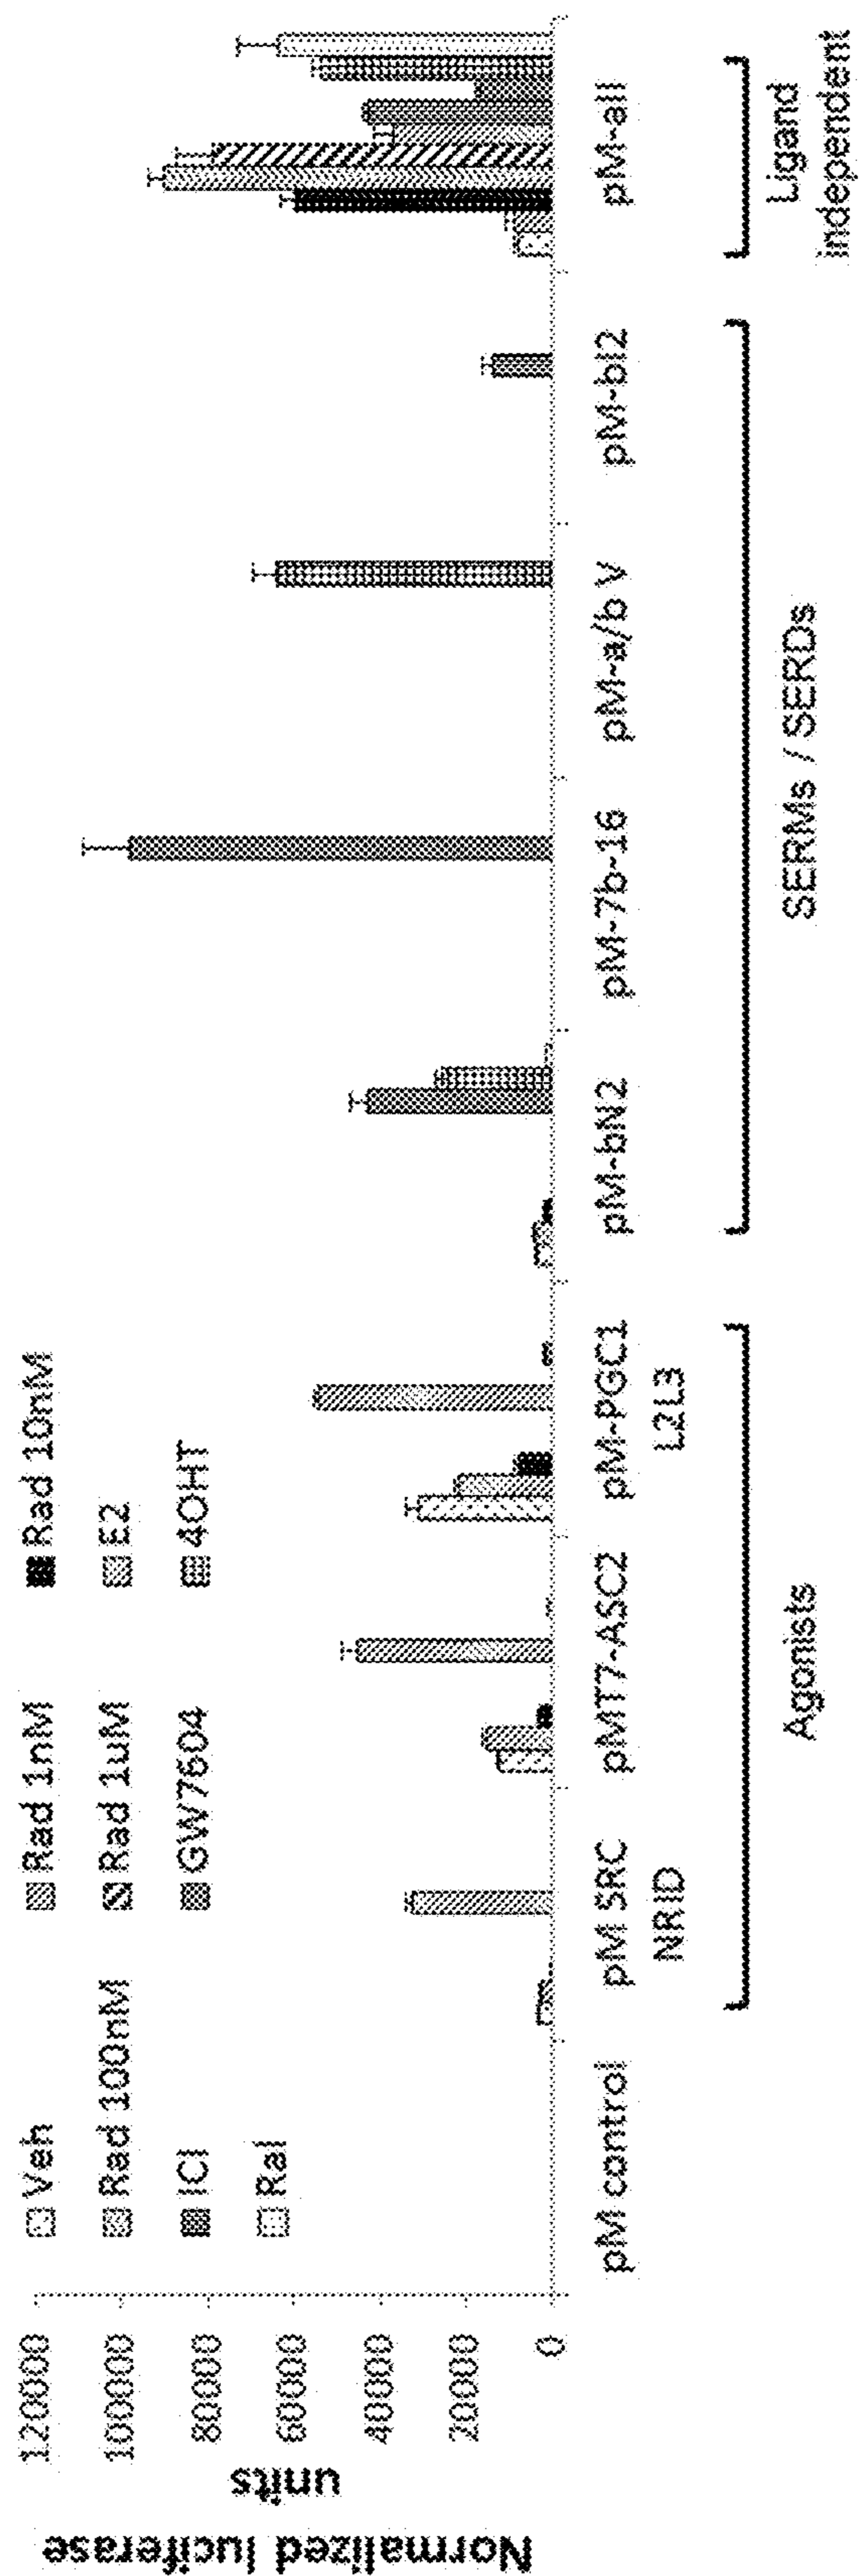 Normalized luciferase
units
120000
100000
80000
60000
40000
20000
0
Veh
Rad 1nM
Rad 10nM
Rad 100nM
Rad 1uM
E2
ICI
GW7604
4OHT
Ral
pM control
pM SRC
NRID
pMT7-ASC2
pM-PGC1
L2L3
pM-bN2
pM-7b-16
pM-a/b V
pM-bI2
pM-aII
Agonists
SERMs / SERDs
Ligand
independent